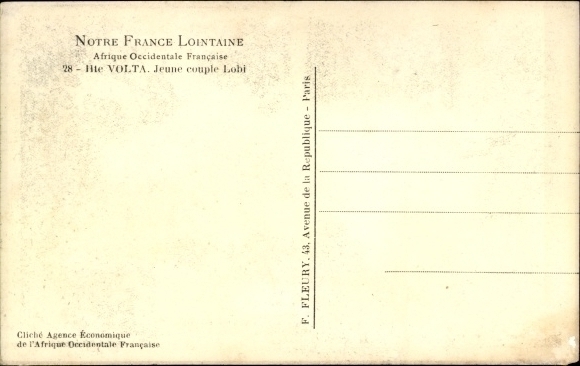 NOTRE FRANCE LOINTAINE
Afrique Occidentale Française
28 - Hte VOLTA. Jeune couple Lobi
F. FLEURY, 43, Avenue de la République - Paris.
Cliché Agence Économique
de l'Afrique Occidentale Française